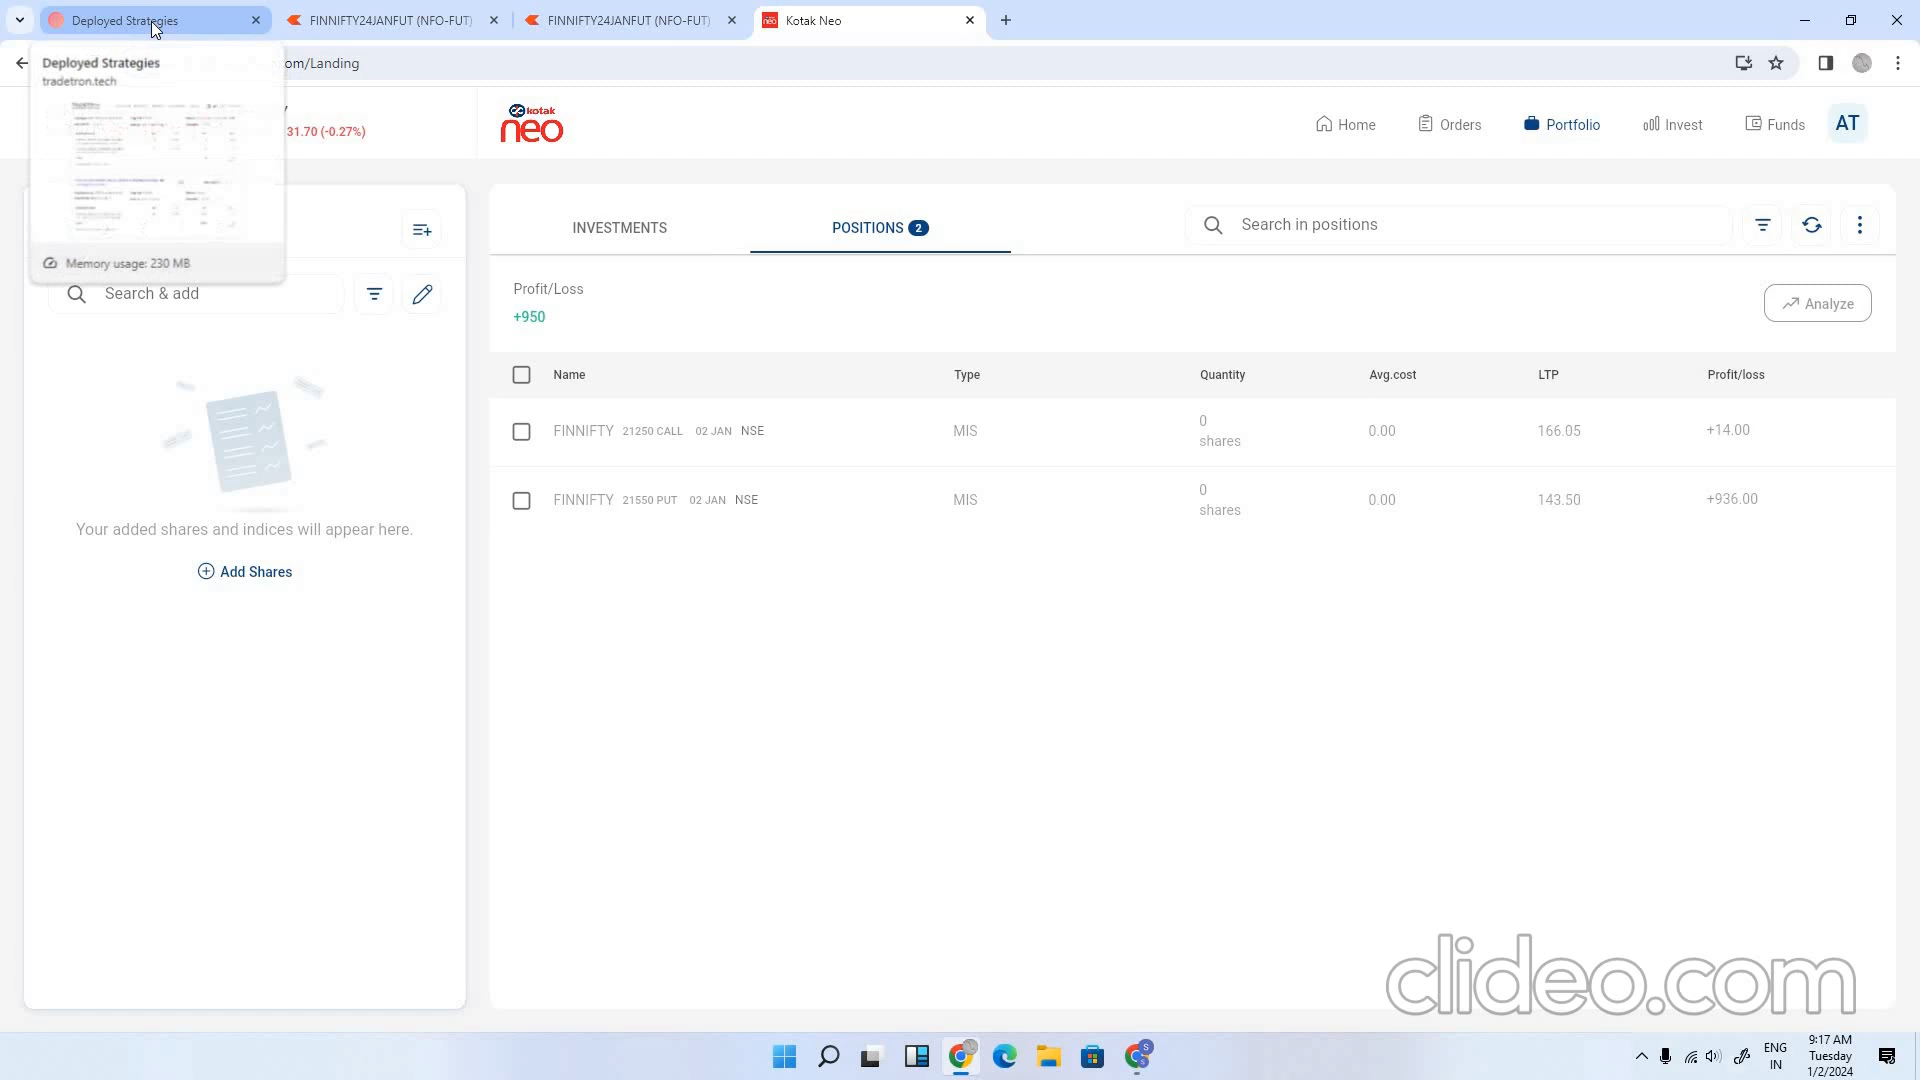 Deployed Strategies
FINNIFTY24JANFUT (NFO-FUT)
FINNIFTY24JANFUT (NFO-FUT)
Kotak Neo
Deployed Strategies
tradetron.tech
Memory usage: 230 MB
om/Landing
31.70 (-0.27%)
kotak
neo
Home
Orders
Portfolio
Invest
Funds
AT
Search & add
Your added shares and indices will appear here.
Add Shares
INVESTMENTS
POSITIONS 2
Search in positions
Profit/Loss
+950
Analyze
Name Type Quantity Avg.cost LTP Profit/loss
FINNIFTY 21250 CALL 02 JAN NSE MIS 0 shares 0.00 166.05 +14.00
FINNIFTY 21550 PUT 02 JAN NSE MIS 0 shares 0.00 143.50 +936.00
clideo.com
ENG
IN
9:17 AM
Tuesday
1/2/2024